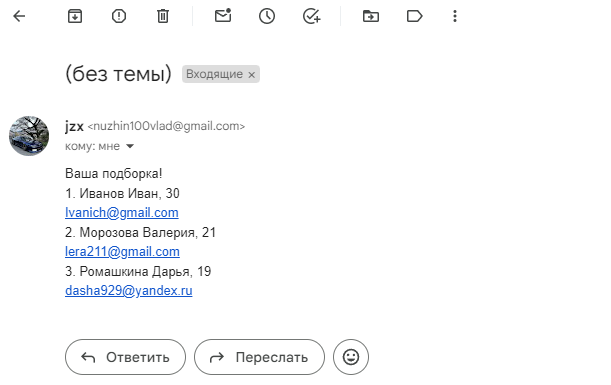 (без темы) Входящие ×
jzx <nuzhin100vlad@gmail.com>
кому: мне
Ваша подборка!
1. Иванов Иван, 30
Ivanich@gmail.com
2. Морозова Валерия, 21
lera211@gmail.com
3. Ромашкина Дарья, 19
dasha929@yandex.ru
Ответить Переслать